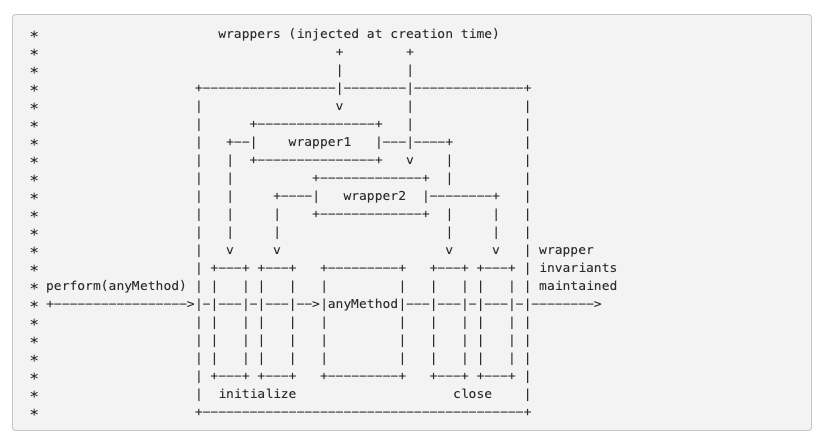 *                       wrappers (injected at creation time)
*                                      +        +
*                                      |        |
*                    +-----------------|--------|--------------+
*                    |                 v        |              |
*                    |      +---------------+   |              |
*                    |   +--|    wrapper1   |---|----+         |
*                    |   |  +---------------+   v    |         |
*                    |   |          +-------------+  |         |
*                    |   |     +----|   wrapper2  |--------+   |
*                    |   |     |    +-------------+  |     |   |
*                    |   |     |                     |     |   |
*                    |   v     v                     v     v   | wrapper
*                    | +---+ +---+   +---------+   +---+ +---+ | invariants
* perform(anyMethod) | |   | |   |   |         |   |   | |   | | maintained
* +----------------->|-|---|-|---|-->|anyMethod|---|---|-|---|-|-------->
*                    | |   | |   |   |         |   |   | |   | |
*                    | |   | |   |   |         |   |   | |   | |
*                    | |   | |   |   |         |   |   | |   | |
*                    | +---+ +---+   +---------+   +---+ +---+ |
*                    |  initialize                    close    |
*                    +-----------------------------------------+